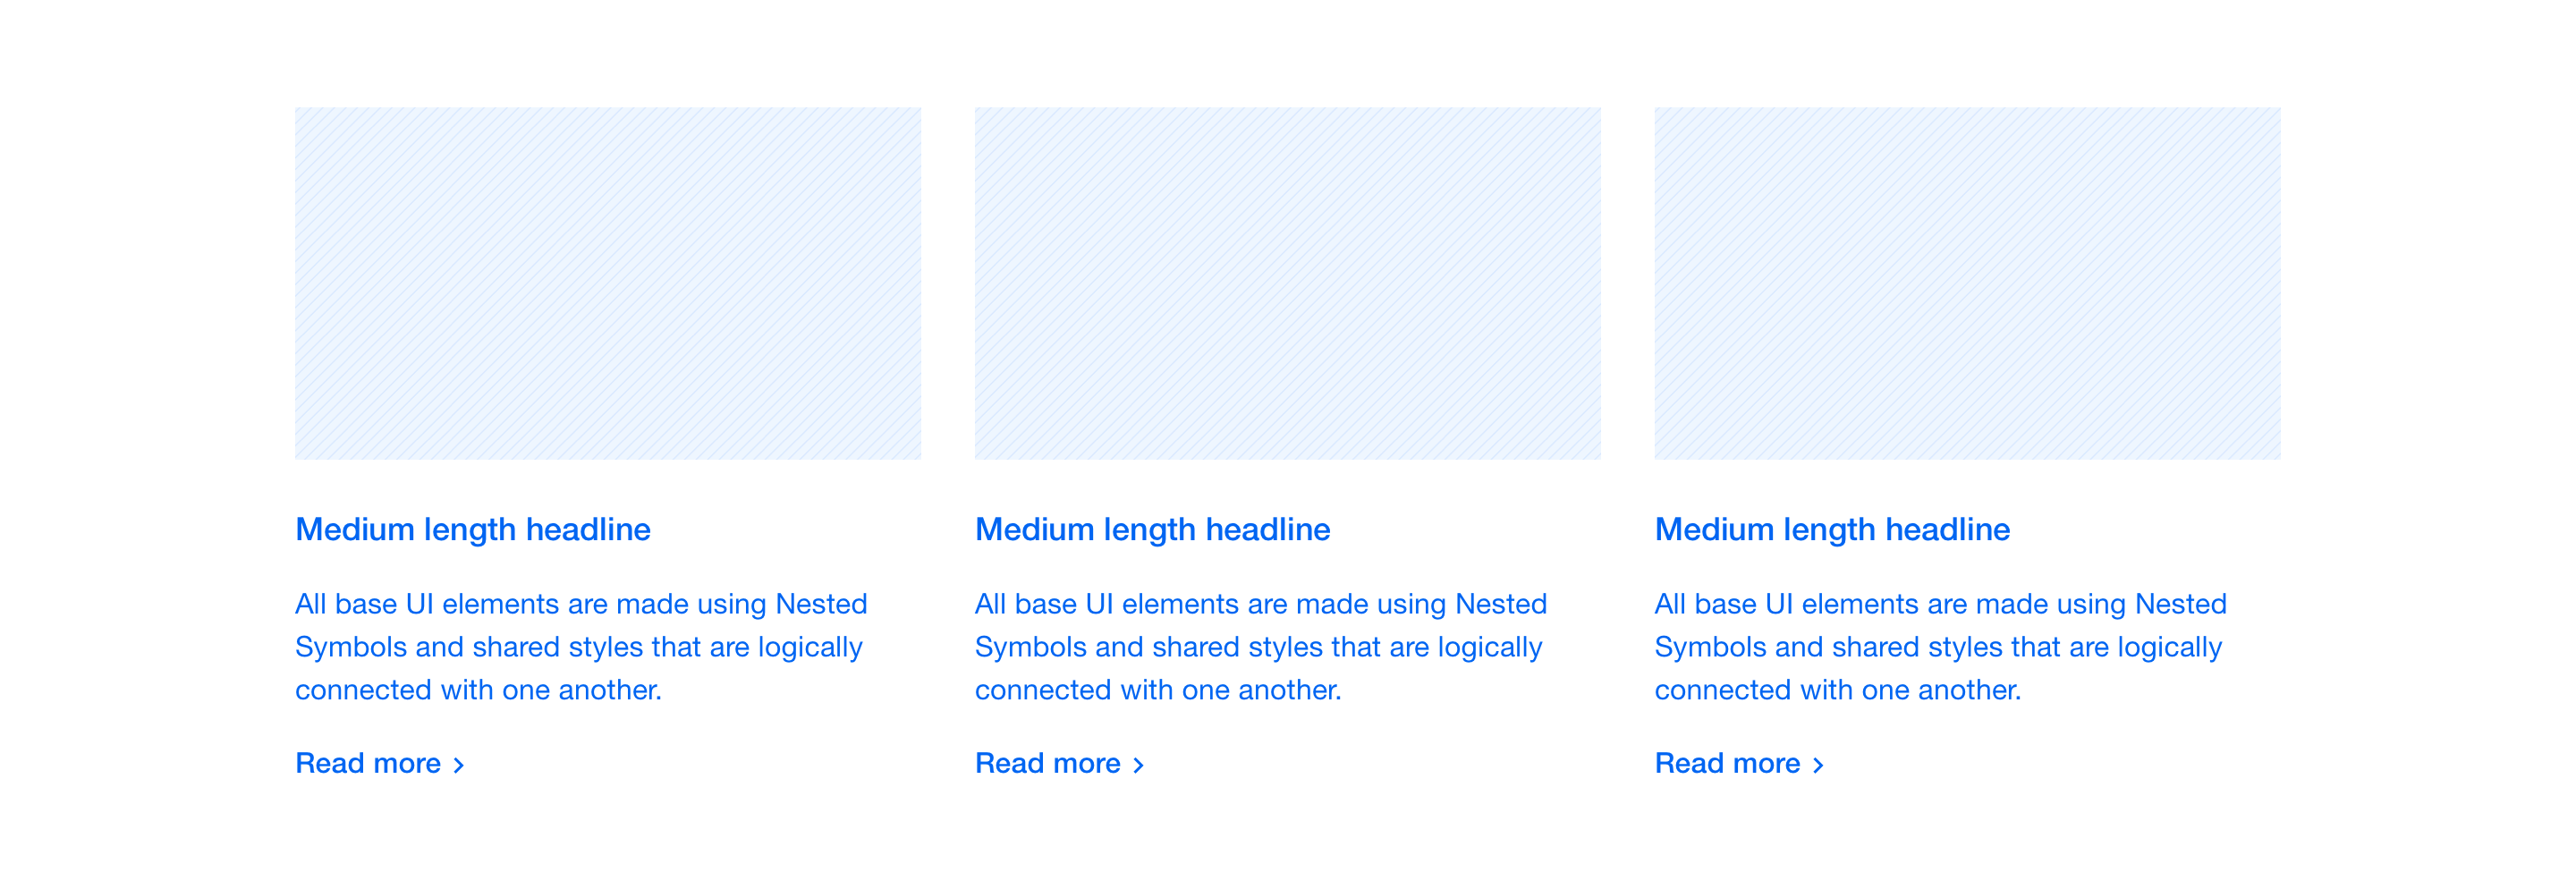 Medium length headline
All base UI elements are made using Nested
Symbols and shared styles that are logically
connected with one another.
Read more
Medium length headline
All base UI elements are made using Nested
Symbols and shared styles that are logically
connected with one another.
Read more
Medium length headline
All base UI elements are made using Nested
Symbols and shared styles that are logically
connected with one another.
Read more